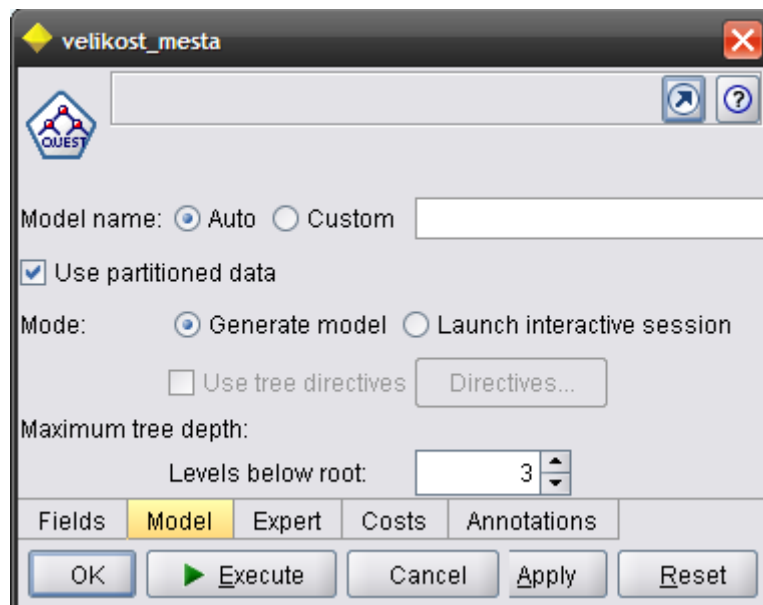 velikost_mesta
QUEST
Model name: Auto Custom
Use partitioned data
Mode: Generate model Launch interactive session
Use tree directives Directives...
Maximum tree depth:
Levels below root: 3
Fields Model Expert Costs Annotations
OK Execute Cancel Apply Reset